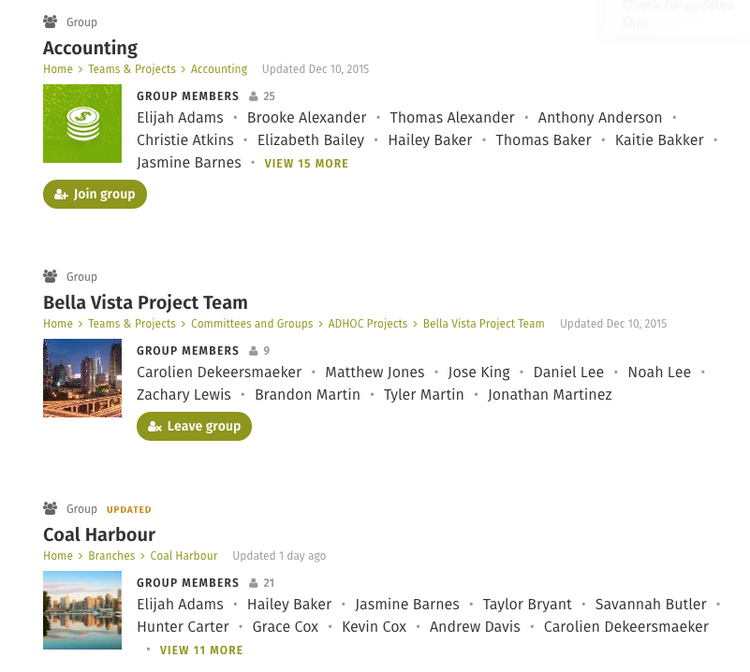 Check for updates
Quit
Group
Accounting
Home > Teams & Projects > Accounting Updated Dec 10, 2015
GROUP MEMBERS 25
Elijah Adams • Brooke Alexander • Thomas Alexander • Anthony Anderson •
Christie Atkins • Elizabeth Bailey • Hailey Baker • Thomas Baker • Kaitie Bakker •
Jasmine Barnes • VIEW 15 MORE
Join group
Group
Bella Vista Project Team
Home > Teams & Projects > Committees and Groups > ADHOC Projects > Bella Vista Project Team Updated Dec 10, 2015
GROUP MEMBERS 9
Carolien Dekeersmaeker • Matthew Jones • Jose King • Daniel Lee • Noah Lee •
Zachary Lewis • Brandon Martin • Tyler Martin • Jonathan Martinez
Leave group
Group UPDATED
Coal Harbour
Home > Branches > Coal Harbour Updated 1 day ago
GROUP MEMBERS 21
Elijah Adams • Hailey Baker • Jasmine Barnes • Taylor Bryant • Savannah Butler •
Hunter Carter • Grace Cox • Kevin Cox • Andrew Davis • Carolien Dekeersmaeker
• VIEW 11 MORE